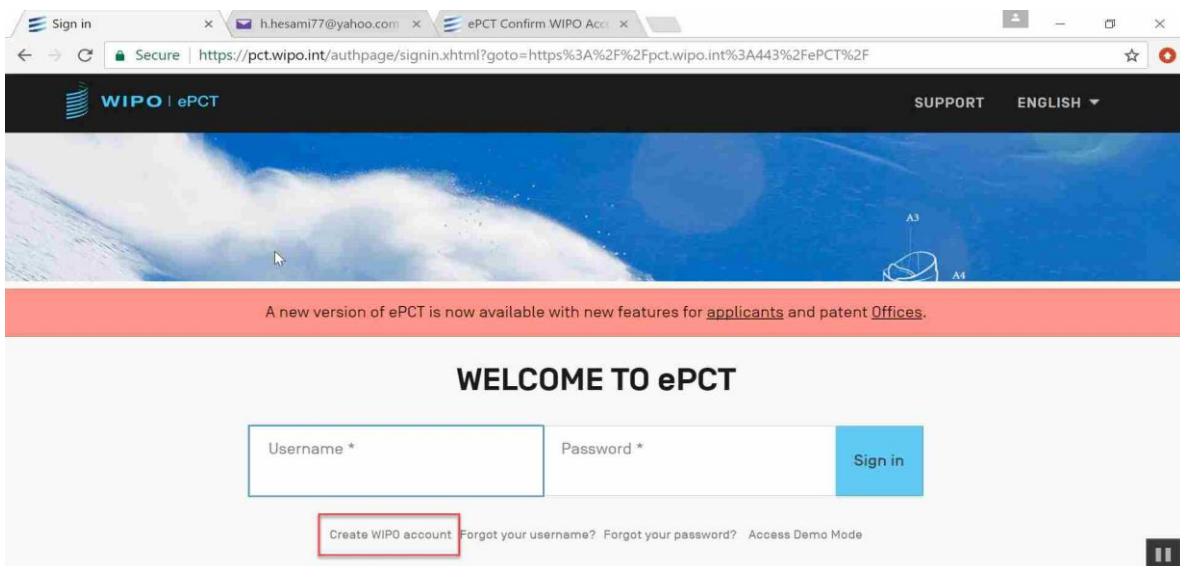 Sign in
h.hesami77@yahoo.com
ePCT Confirm WIPO Acc
Secure https://pct.wipo.int/authpage/signin.xhtml?goto=https%3A%2F%2Fpct.wipo.int%3A443%2FePCT%2F
WIPO | ePCT
SUPPORT ENGLISH
A3
A4
A new version of ePCT is now available with new features for applicants and patent Offices.
WELCOME TO ePCT
Username * Password * Sign in
Create WIPO account Forgot your username? Forgot your password? Access Demo Mode